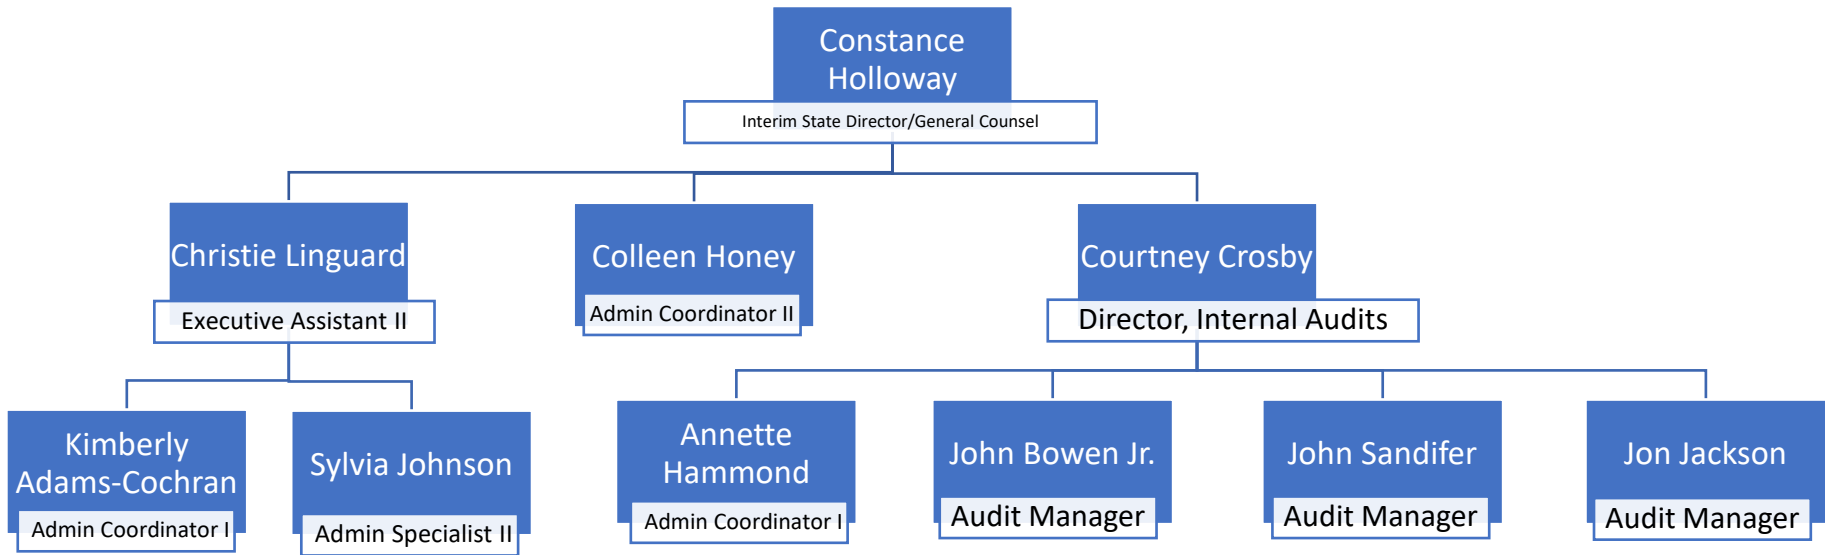 Constance
Holloway
Interim State Director/General Counsel
Christie Linguard
Executive Assistant II
Colleen Honey
Admin Coordinator II
Courtney Crosby
Director, Internal Audits
Kimberly
Adams-Cochran
Admin Coordinator I
Sylvia Johnson
Admin Specialist II
Annette
Hammond
Admin Coordinator I
John Bowen Jr.
Audit Manager
John Sandifer
Audit Manager
Jon Jackson
Audit Manager